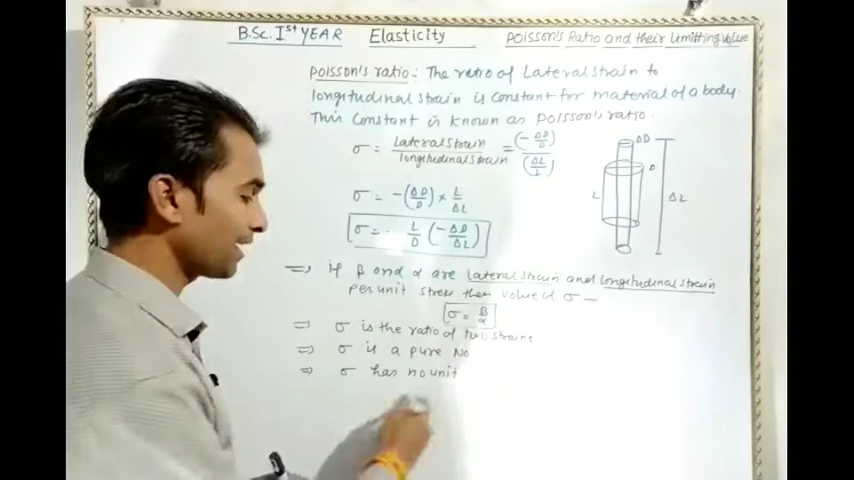 B.Sc. Ist YEAR Elasticity POISSON'S RATIO and their Limitting Value
POISSON'S ratio: The ratio of Lateral strain to
longitudinal strain is constant for material of a body.
This constant is known as POISSON's ratio.
σ = Lateral strain / longitudinal strain = (-ΔD/D) / (ΔL/L)
ΔD
D
L
ΔL
σ = -(ΔD/D) × L/ΔL
σ = - L/D (-ΔD/ΔL)
⇒ if β and α are lateral strain and longitudinal strain
per unit stress then value of σ –
σ = β/α
⇒ σ is the ratio of two strains
⇒ σ is a pure No
⇒ σ has no unit